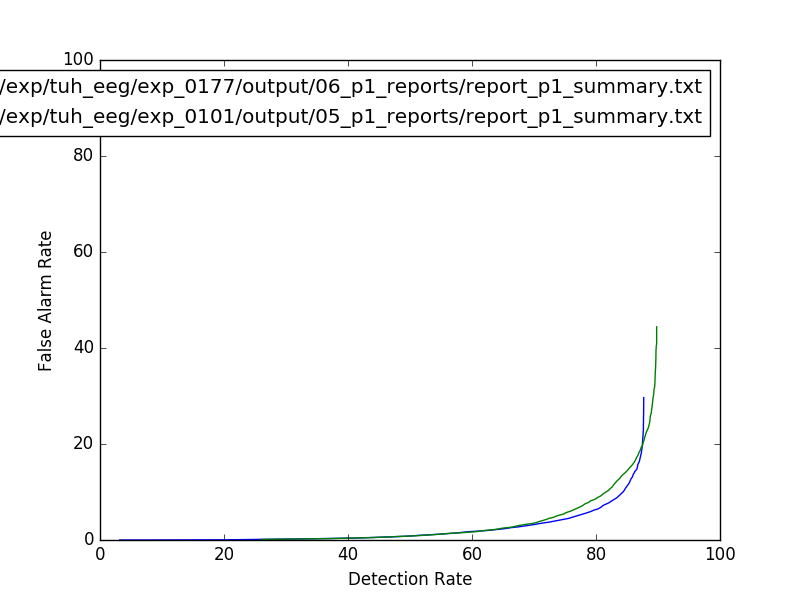 100
/exp/tuh_eeg/exp_0177/output/06_p1_reports/report_p1_summary.txt
/exp/tuh_eeg/exp_0101/output/05_p1_reports/report_p1_summary.txt
80
60
40
20
0
False Alarm Rate
0 20 40 60 80 100
Detection Rate